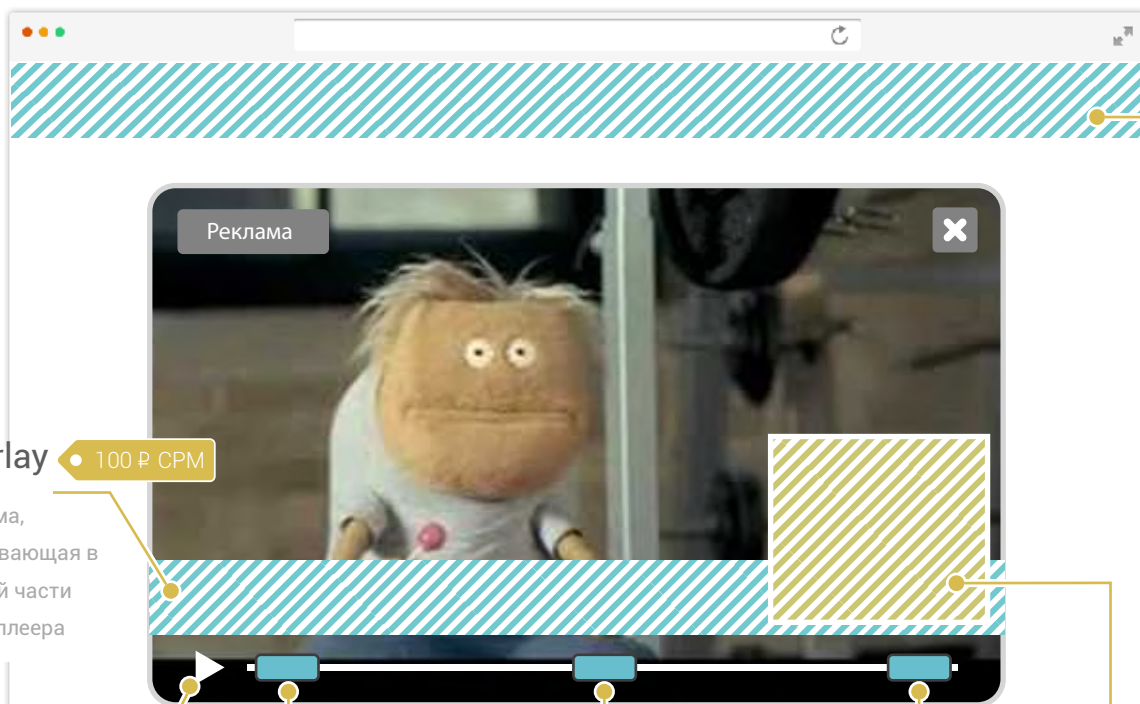 Реклама
rlay
100 ₽ CPM
ма,
вающая в
й части
плеера